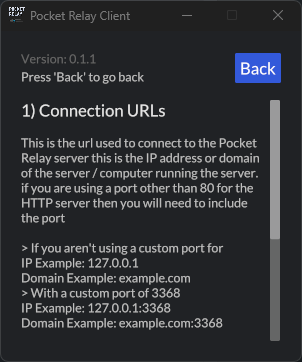 POCKET
RELAY
Pocket Relay Client
Version: 0.1.1
Press 'Back' to go back
Back
1) Connection URLs
This is the url used to connect to the Pocket
Relay server this is the IP address or domain
of the server / computer running the server.
if you are using a port other than 80 for the
HTTP server then you will need to include
the port
> If you aren't using a custom port for
IP Example: 127.0.0.1
Domain Example: example.com
> With a custom port of 3368
IP Example: 127.0.0.1:3368
Domain Example: example.com:3368